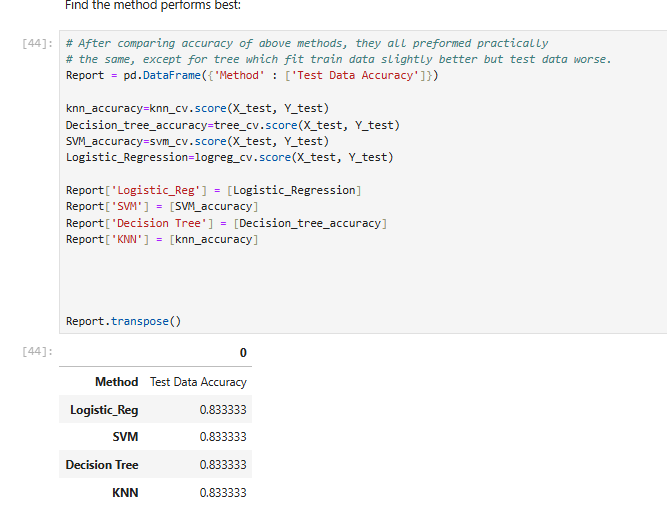 Find the method performs best:
[44]: # After comparing accuracy of above methods, they all preformed practically
# the same, except for tree which fit train data slightly better but test data worse.
Report = pd.DataFrame({'Method' : ['Test Data Accuracy']})
knn_accuracy=knn_cv.score(X_test, Y_test)
Decision_tree_accuracy=tree_cv.score(X_test, Y_test)
SVM_accuracy=svm_cv.score(X_test, Y_test)
Logistic_Regression=logreg_cv.score(X_test, Y_test)
Report['Logistic_Reg'] = [Logistic_Regression]
Report['SVM'] = [SVM_accuracy]
Report['Decision Tree'] = [Decision_tree_accuracy]
Report['KNN'] = [knn_accuracy]
Report.transpose()
[44]: 0
Method Test Data Accuracy
Logistic_Reg 0.833333
SVM 0.833333
Decision Tree 0.833333
KNN 0.833333